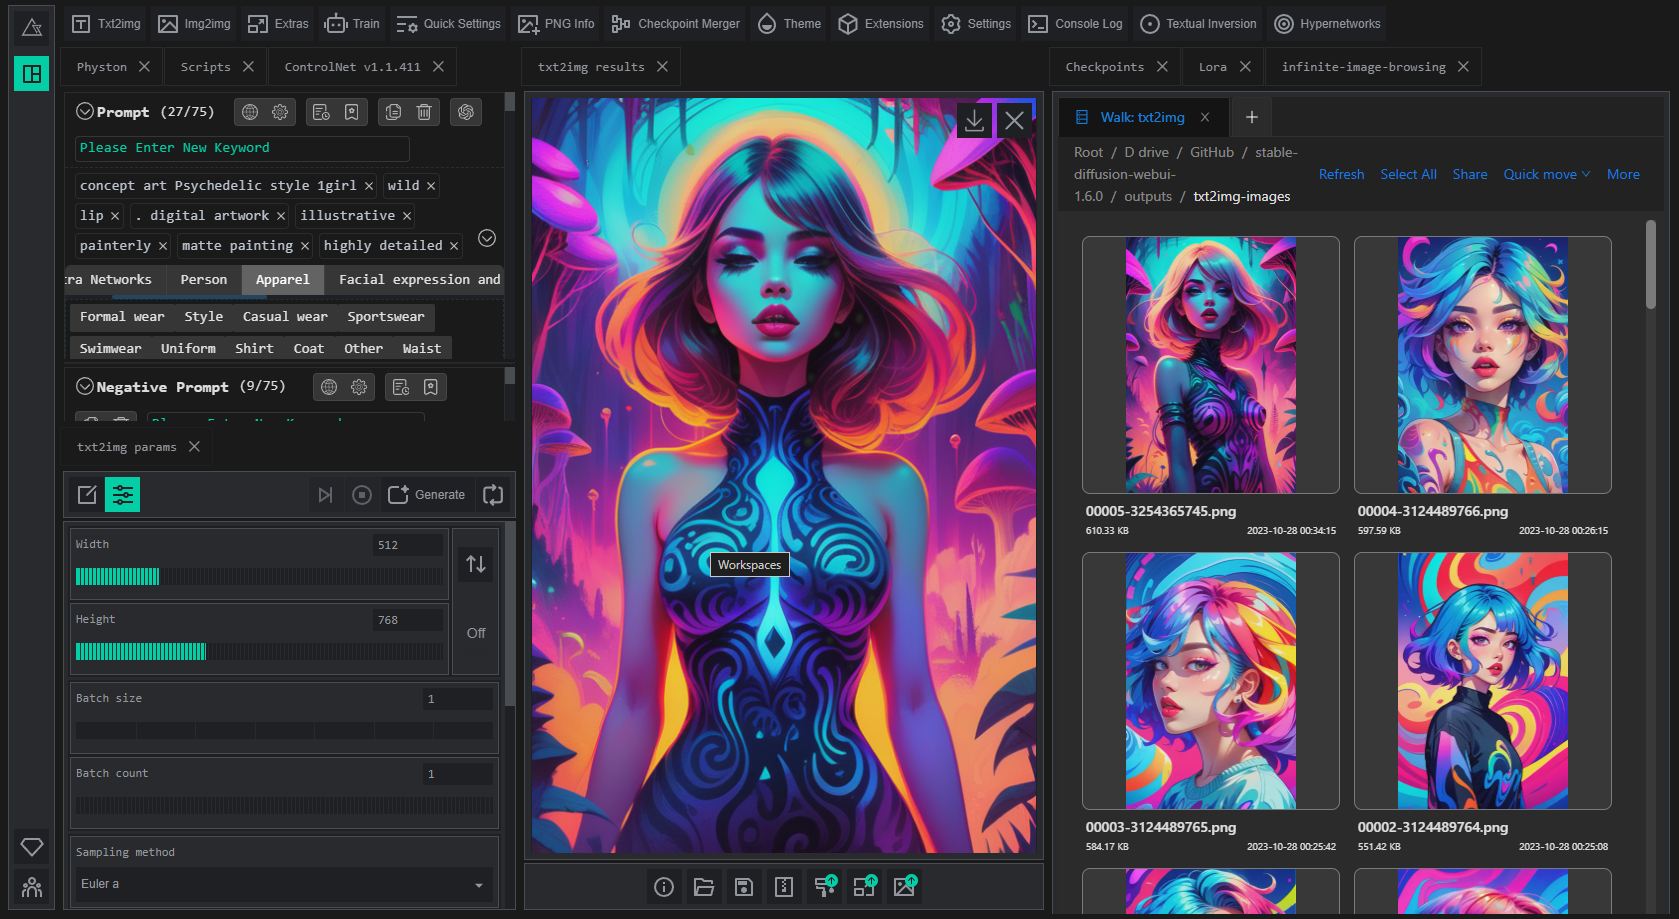 Txt2img Img2img Extras Train Quick Settings PNG Info Checkpoint Merger Theme Extensions Settings Console Log Textual Inversion Hypernetworks
Physton Scripts ControlNet v1.1.411
Prompt (27/75)
Please Enter New Keyword
concept art Psychedelic style 1girl × wild ×
lip × . digital artwork × illustrative ×
painterly × matte painting × highly detailed ×
tra Networks Person Apparel Facial expression and
Formal wear Style Casual wear Sportswear
Swimwear Uniform Shirt Coat Other Waist
Negative Prompt (9/75)
txt2img params
Generate
Width 512
Height 768
Off
Batch size 1
Batch count 1
Sampling method
Euler a
txt2img results
Workspaces
Checkpoints Lora infinite-image-browsing
Walk: txt2img
Root / D drive / GitHub / stable-
diffusion-webui-
1.6.0 / outputs / txt2img-images
Refresh Select All Share Quick move More
00005-3254365745.png
610.33 KB 2023-10-28 00:34:15
00004-3124489766.png
597.59 KB 2023-10-28 00:26:15
00003-3124489765.png
584.17 KB 2023-10-28 00:25:42
00002-3124489764.png
551.42 KB 2023-10-28 00:25:08